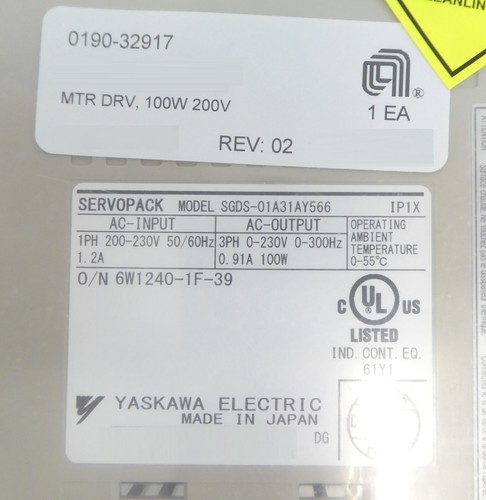 CLEANLIN
0190-32917
®
MTR DRV, 100W 200V
1 EA
REV: 02
SERVOPACK MODEL SGDS-01A31AY566 IP1X
AC-INPUT AC-OUTPUT OPERATING
1PH 200-230V 50/60Hz 3PH 0-230V 0-300Hz AMBIENT
1.2A 0.91A 100W TEMPERATURE
0-55℃
O/N 6W1240-1F-39
C UL US
®
LISTED
IND. CONT. EQ.
61Y1
YASKAWA ELECTRIC
MADE IN JAPAN
DG
ATTENTION